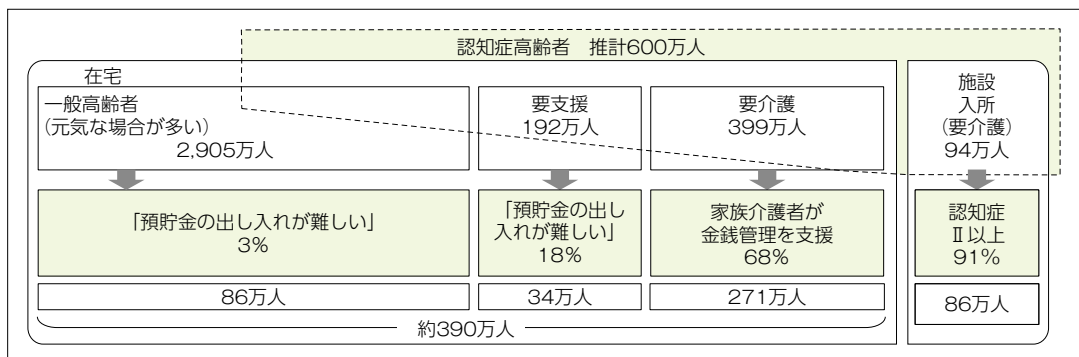 認知症高齢者　推計600万人
在宅
一般高齢者
(元気な場合が多い)
2,905万人
要支援
192万人
要介護
399万人
施設
入所
(要介護)
94万人
「預貯金の出し入れが難しい」
3%
「預貯金の出し
入れが難しい」
18%
家族介護者が
金銭管理を支援
68%
認知症
Ⅱ以上
91%
86万人
34万人
271万人
86万人
約390万人